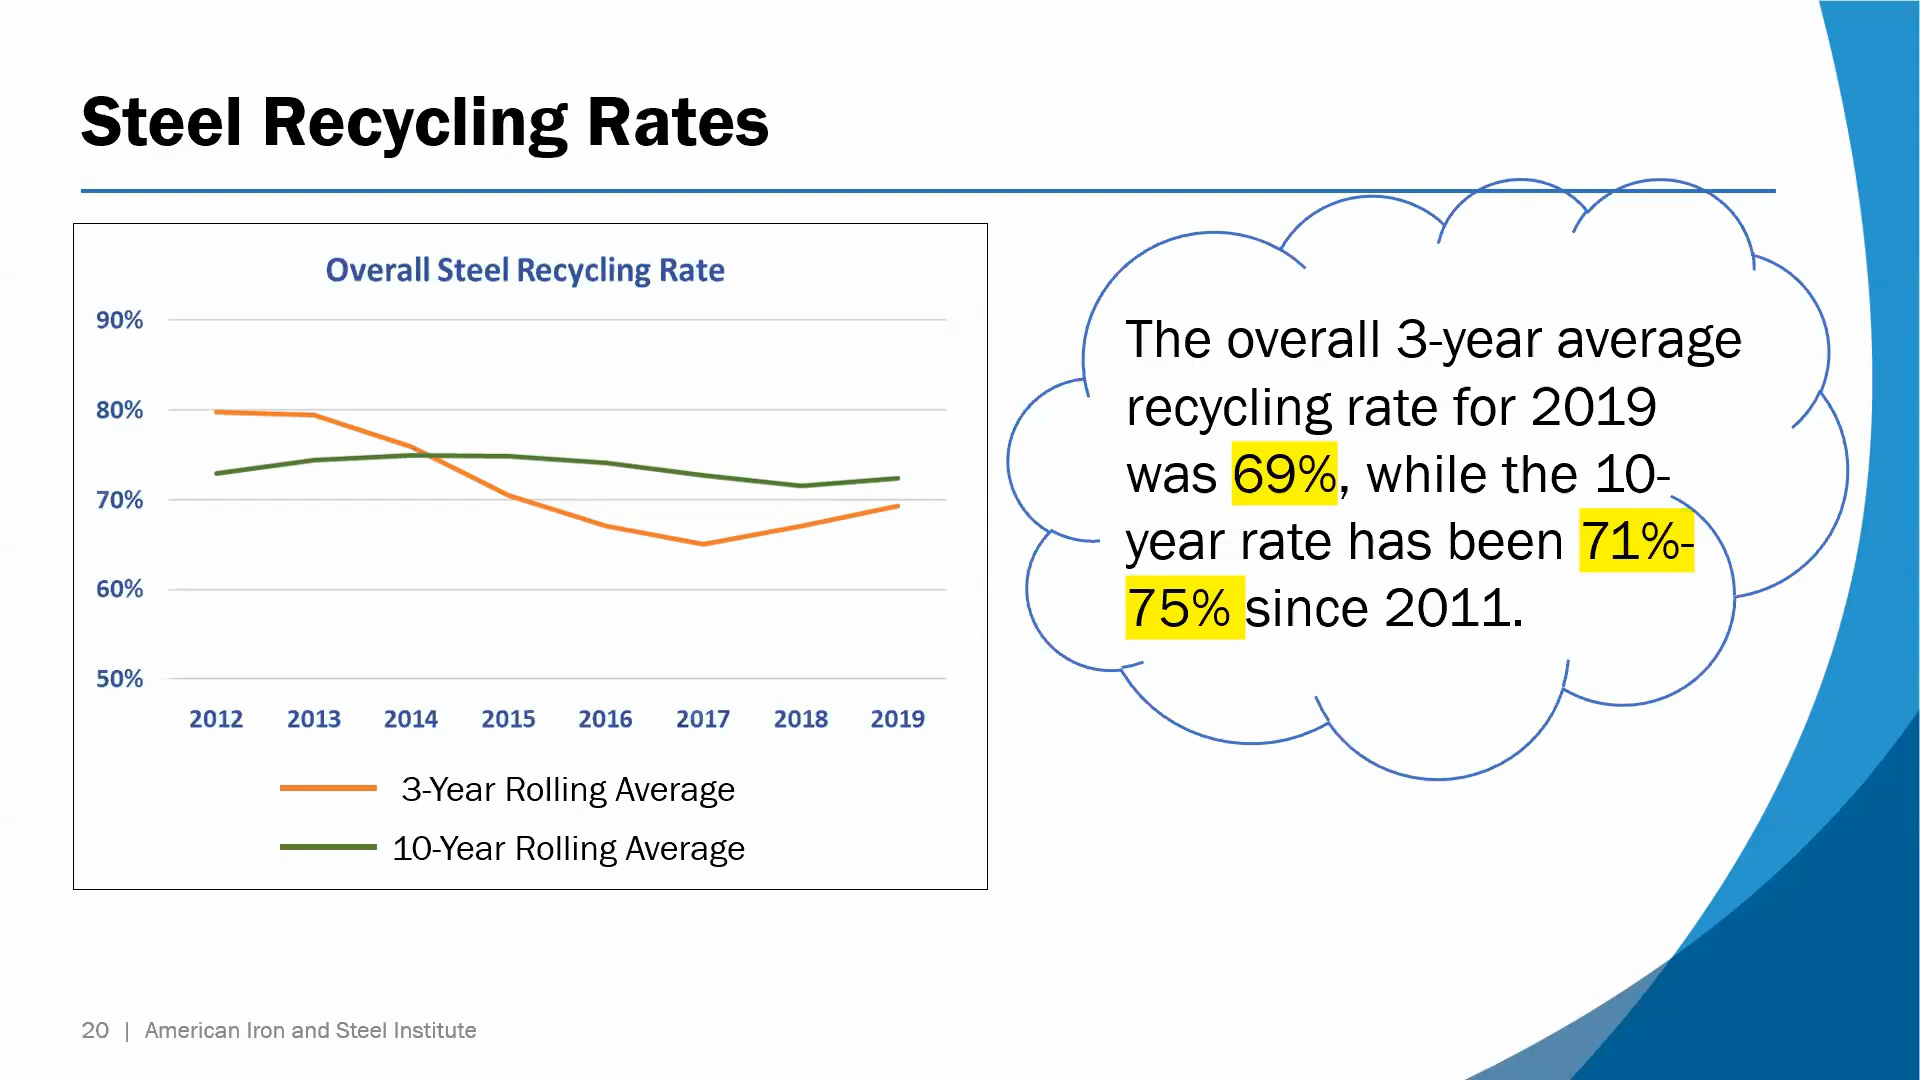 Steel Recycling Rates
Overall Steel Recycling Rate
90%
80%
70%
60%
50%
2012 2013 2014 2015 2016 2017 2018 2019
3-Year Rolling Average
10-Year Rolling Average
The overall 3-year average
recycling rate for 2019
was 69%, while the 10-
year rate has been 71%-
75% since 2011.
20 | American Iron and Steel Institute